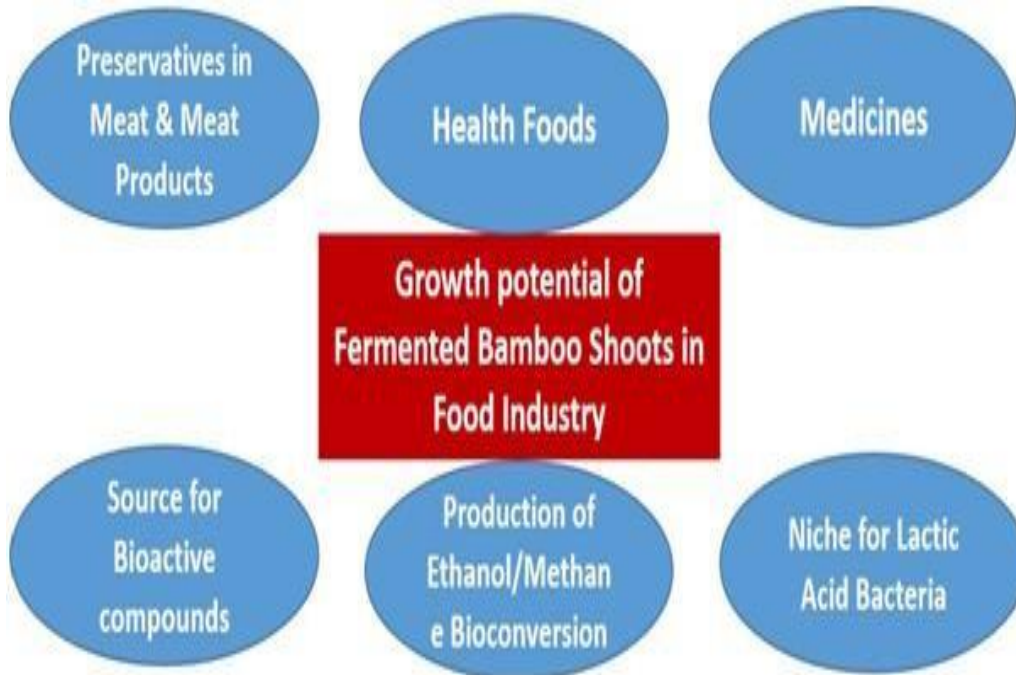 Preservatives in
Meat & Meat
Products
Health Foods
Medicines
Growth potential of
Fermented Bamboo Shoots in
Food Industry
Source for
Bioactive
compounds
Production of
Ethanol/Methan
e Bioconversion
Niche for Lactic
Acid Bacteria